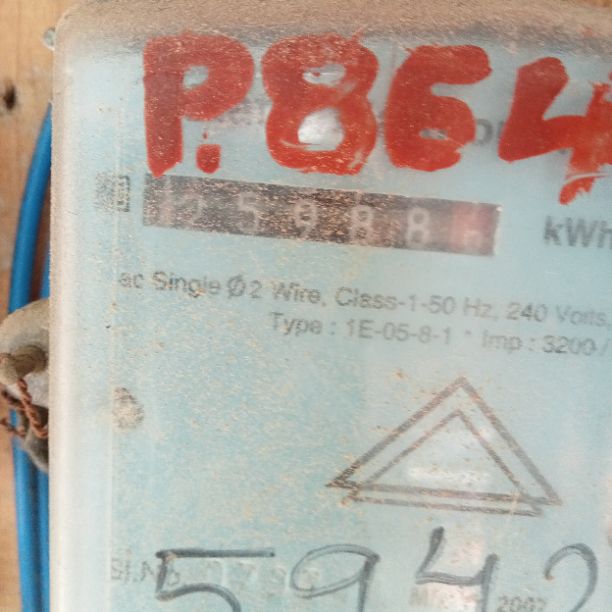 P.864
25988
kWh
ac Single Ø 2 Wire, Class-1-50 Hz, 240 Volts,
Type : 1E-05-8-1 * Imp : 3200 /
5942